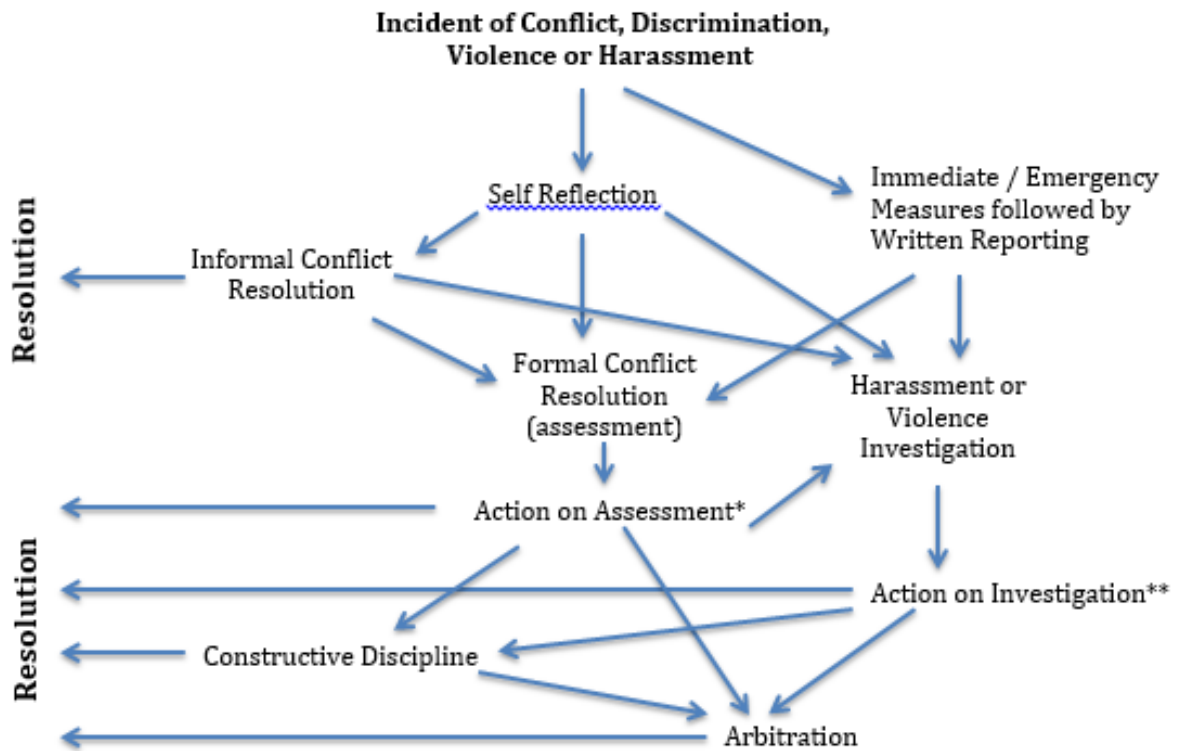 Incident of Conflict, Discrimination,
Violence or Harassment
Self Reflection
Immediate / Emergency
Measures followed by
Written Reporting
Resolution
Informal Conflict
Resolution
Formal Conflict
Resolution
(assessment)
Harassment or
Violence
Investigation
Action on Assessment*
Resolution
Action on Investigation**
Constructive Discipline
Arbitration